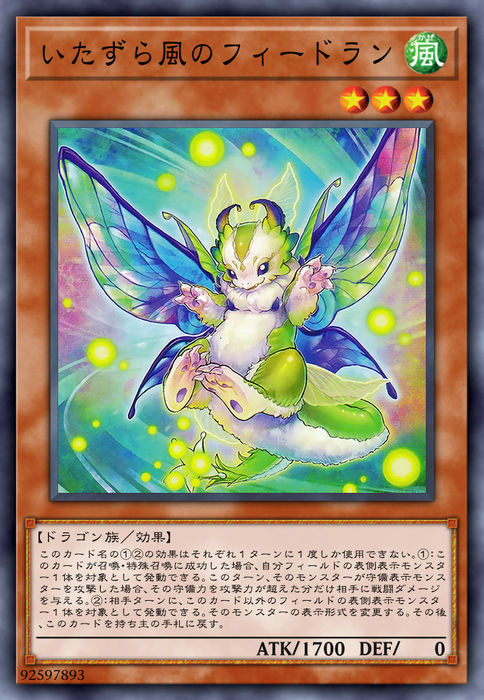 いたずら風のフィードラン
かぜ
風
【ドラゴン族／効果】
このカード名の①②の効果はそれぞれ１ターンに１度しか使用できない。①：こ
のカードが召喚・特殊召喚に成功した場合、自分フィールドの表側表示モンスタ
ー１体を対象として発動できる。このターン、そのモンスターが守備表示モンス
ターを攻撃した場合、その守備力を攻撃力が超えた分だけ相手に戦闘ダメージ
を与える。②：相手ターンに、このカード以外のフィールドの表側表示モンスタ
ー１体を対象として発動できる。そのモンスターの表示形式を変更する。その後、
このカードを持ち主の手札に戻す。
ATK/1700 DEF/ 0
92597893